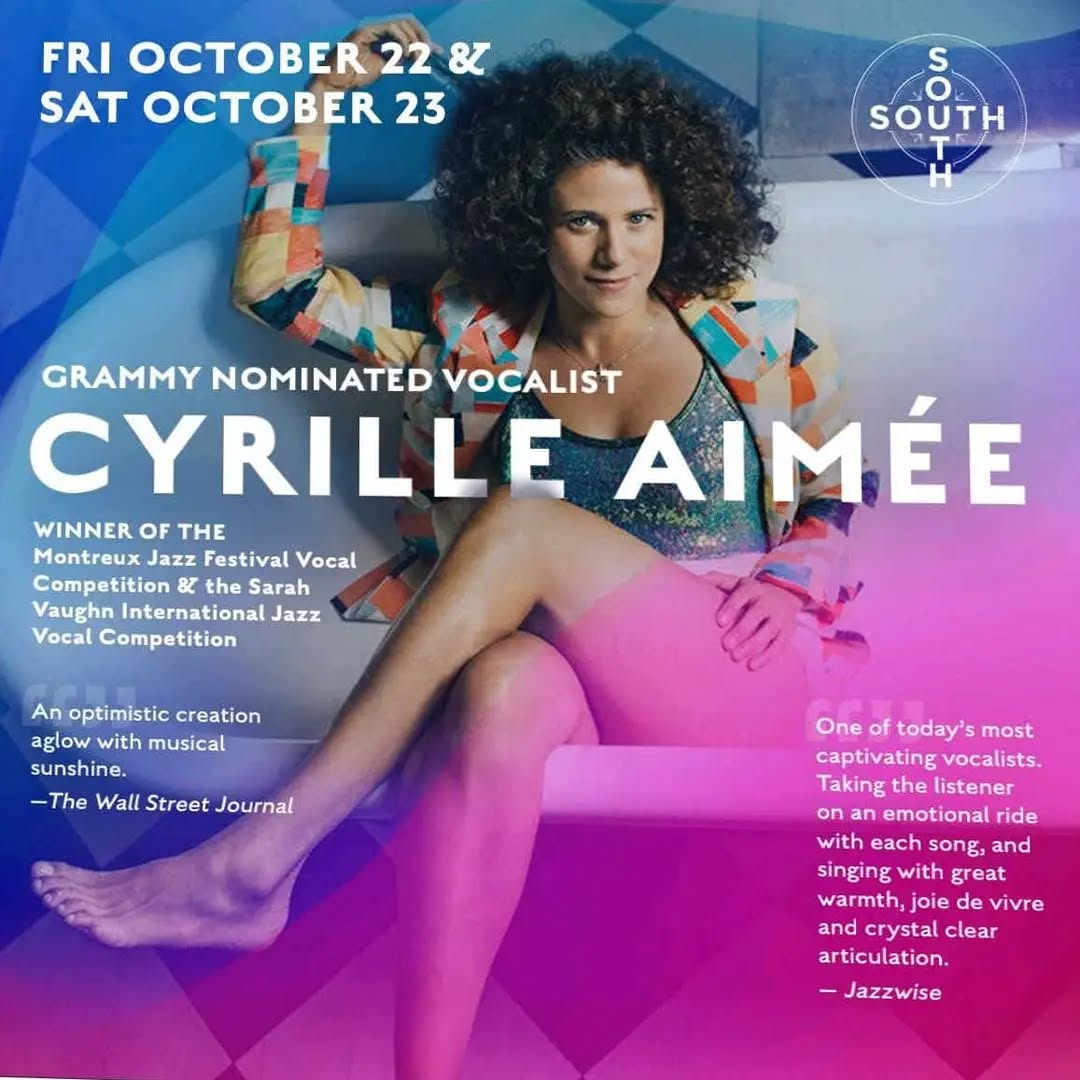 FRI OCTOBER 22 &
SAT OCTOBER 23
SOUTH
SOUTH
GRAMMY NOMINATED VOCALIST
CYRILLE AIMÉE
WINNER OF THE
Montreux Jazz Festival Vocal
Competition & the Sarah
Vaughn International Jazz
Vocal Competition
An optimistic creation
aglow with musical
sunshine.
—The Wall Street Journal
One of today's most
captivating vocalists.
Taking the listener
on an emotional ride
with each song, and
singing with great
warmth, joie de vivre
and crystal clear
articulation.
— Jazzwise